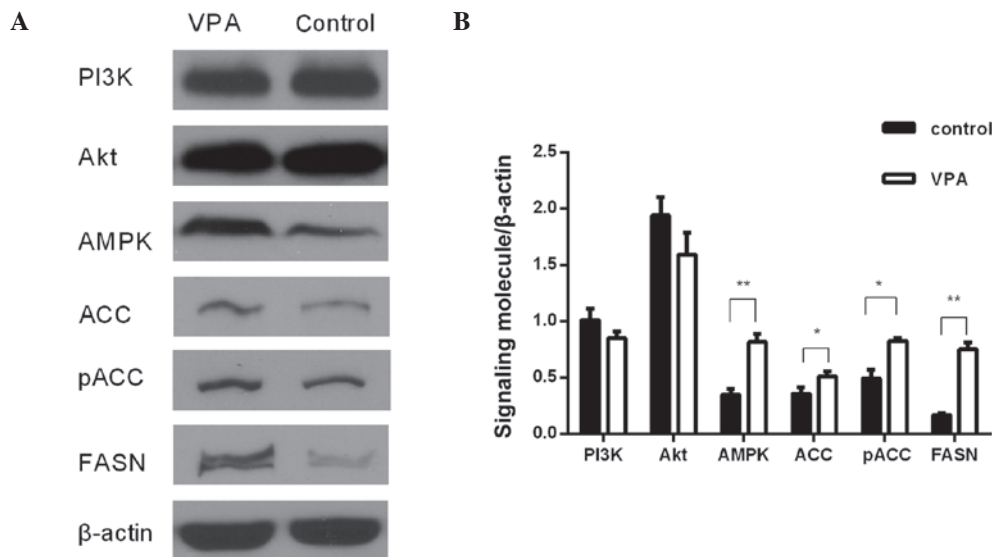 A
VPA Control
PI3K
Akt
AMPK
ACC
pACC
FASN
β-actin
B
control
VPA
Signaling molecule/β-actin
2.5
2.0
1.5
1.0
0.5
0.0
**
*
*
**
PI3K Akt AMPK ACC pACC FASN